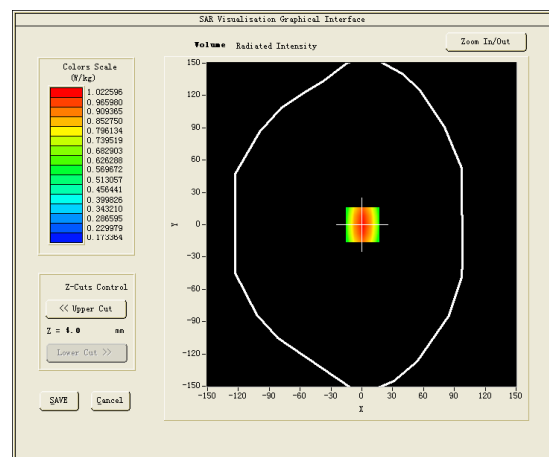 SAR Visualisation Graphical Interface
Volume Radiated Intensity
Zoom In/Out
Colors Scale
(W/kg)
1.022596
0.965980
0.909365
0.852750
0.796134
0.739519
0.682903
0.626288
0.569672
0.513057
0.456441
0.399826
0.343210
0.286595
0.229979
0.173364
Z-Cuts Control
<< Upper Cut
Z = 4.0 mm
Lower Cut >>
SAVE
Cancel
150
120
90
60
30
0
-30
-60
-90
-120
-150
Y
-150 -120 -90 -60 -30 0 30 60 90 120 150
X